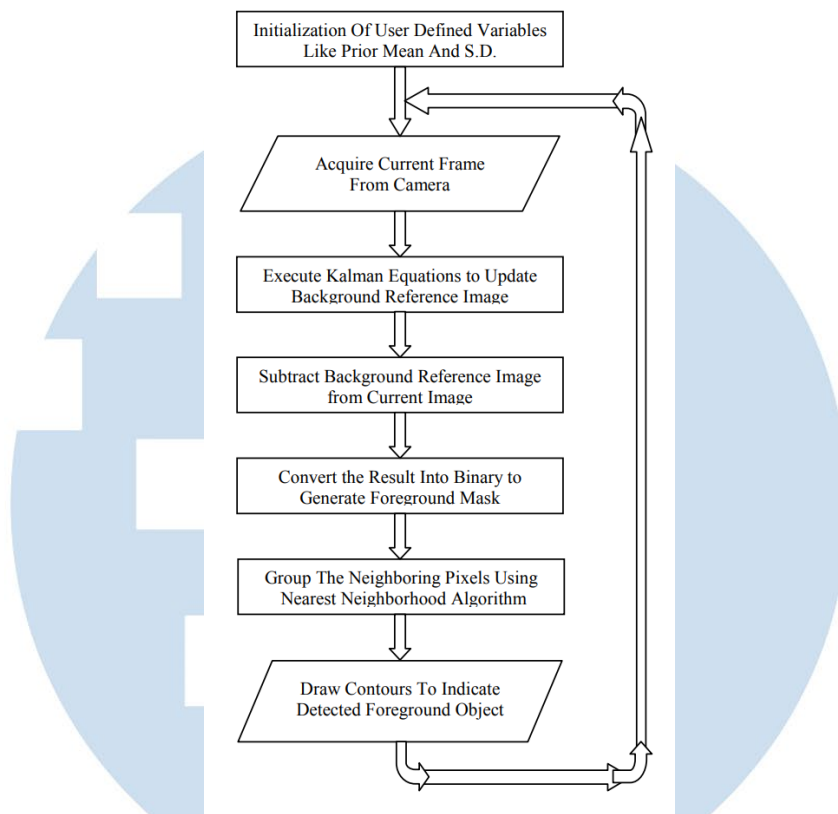 Initialization Of User Defined Variables
Like Prior Mean And S.D.
Acquire Current Frame
From Camera
Execute Kalman Equations to Update
Background Reference Image
Subtract Background Reference Image
from Current Image
Convert the Result Into Binary to
Generate Foreground Mask
Group The Neighboring Pixels Using
Nearest Neighborhood Algorithm
Draw Contours To Indicate
Detected Foreground Object